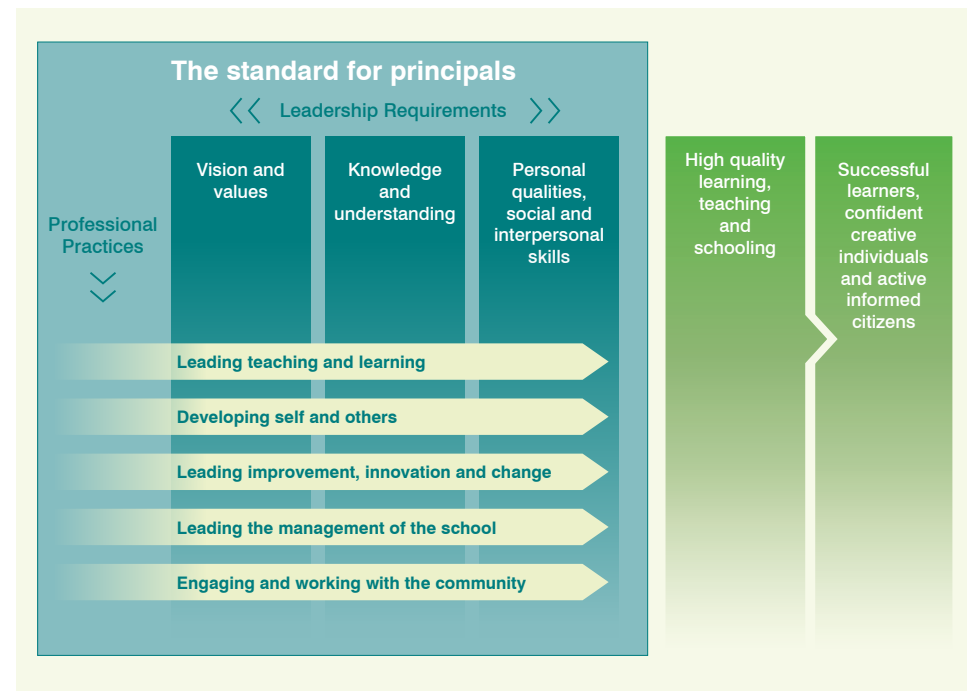 The standard for principals
Leadership Requirements
Professional
Practices
Vision and
values
Knowledge
and
understanding
Personal
qualities,
social and
interpersonal
skills
Leading teaching and learning
Developing self and others
Leading improvement, innovation and change
Leading the management of the school
Engaging and working with the community
High quality
learning,
teaching
and
schooling
Successful
learners,
confident
creative
individuals
and active
informed
citizens